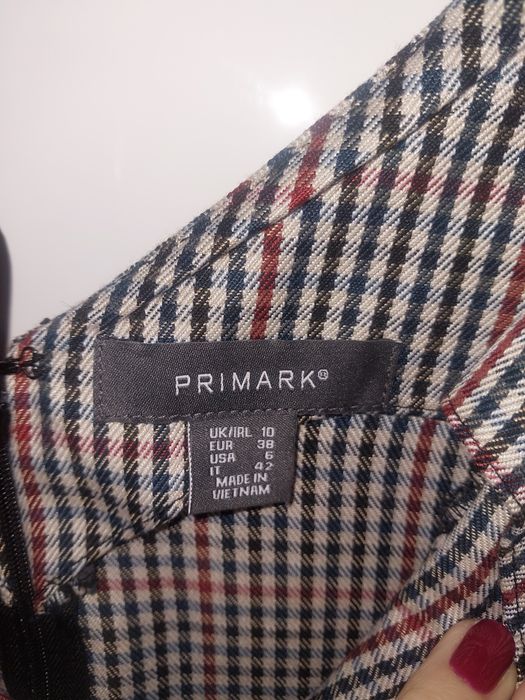 PRIMARK®
UK/IRL 10
EUR 38
USA 6
IT 42
MADE IN
VIETNAM